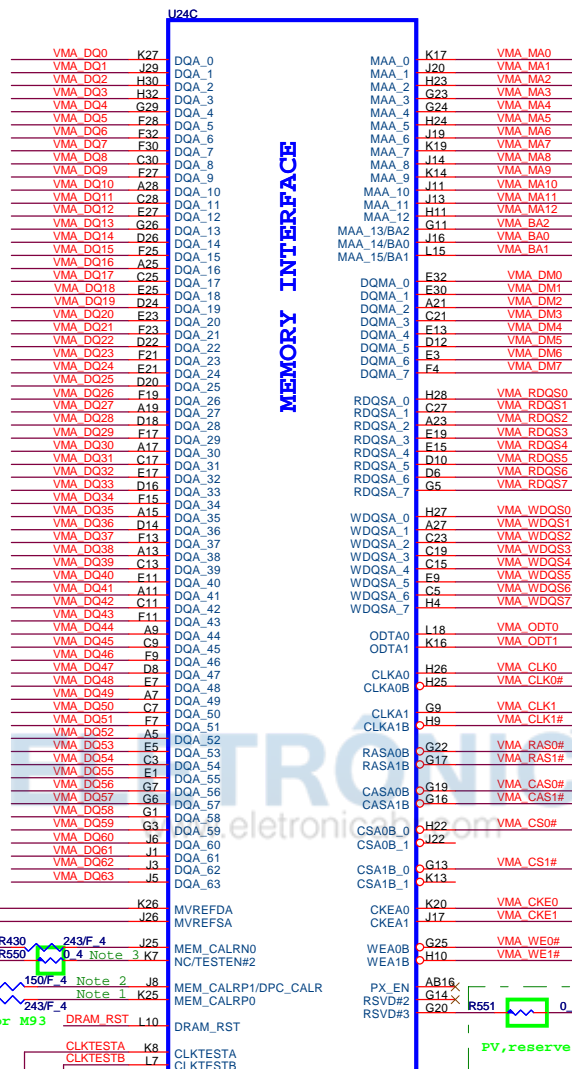 U24C
VMA_DQ0 K27 DQA_0
VMA_DQ1 J29 DQA_1
VMA_DQ2 H30 DQA_2
VMA_DQ3 H32 DQA_3
VMA_DQ4 G29 DQA_4
VMA_DQ5 F28 DQA_5
VMA_DQ6 F32 DQA_6
VMA_DQ7 F30 DQA_7
VMA_DQ8 C30 DQA_8
VMA_DQ9 F27 DQA_9
VMA_DQ10 A28 DQA_10
VMA_DQ11 C28 DQA_11
VMA_DQ12 E27 DQA_12
VMA_DQ13 G26 DQA_13
VMA_DQ14 D26 DQA_14
VMA_DQ15 F25 DQA_15
VMA_DQ16 A25 DQA_16
VMA_DQ17 C25 DQA_17
VMA_DQ18 E25 DQA_18
VMA_DQ19 D24 DQA_19
VMA_DQ20 E23 DQA_20
VMA_DQ21 F23 DQA_21
VMA_DQ22 D22 DQA_22
VMA_DQ23 F21 DQA_23
VMA_DQ24 E21 DQA_24
VMA_DQ25 D20 DQA_25
VMA_DQ26 F19 DQA_26
VMA_DQ27 A19 DQA_27
VMA_DQ28 D18 DQA_28
VMA_DQ29 F17 DQA_29
VMA_DQ30 A17 DQA_30
VMA_DQ31 C17 DQA_31
VMA_DQ32 E17 DQA_32
VMA_DQ33 D16 DQA_33
VMA_DQ34 F15 DQA_34
VMA_DQ35 A15 DQA_35
VMA_DQ36 D14 DQA_36
VMA_DQ37 F13 DQA_37
VMA_DQ38 A13 DQA_38
VMA_DQ39 C13 DQA_39
VMA_DQ40 E11 DQA_40
VMA_DQ41 A11 DQA_41
VMA_DQ42 C11 DQA_42
VMA_DQ43 F11 DQA_43
VMA_DQ44 A9 DQA_44
VMA_DQ45 C9 DQA_45
VMA_DQ46 F9 DQA_46
VMA_DQ47 D8 DQA_47
VMA_DQ48 E7 DQA_48
VMA_DQ49 A7 DQA_49
VMA_DQ50 C7 DQA_50
VMA_DQ51 F7 DQA_51
VMA_DQ52 A5 DQA_52
VMA_DQ53 E5 DQA_53
VMA_DQ54 C3 DQA_54
VMA_DQ55 E1 DQA_55
VMA_DQ56 G7 DQA_56
VMA_DQ57 G6 DQA_57
VMA_DQ58 G1 DQA_58
VMA_DQ59 G3 DQA_59
VMA_DQ60 J6 DQA_60
VMA_DQ61 J1 DQA_61
VMA_DQ62 J3 DQA_62
VMA_DQ63 J5 DQA_63
K26 MVREFDA
J26 MVREFSA
R430 243/F_4 J25 MEM_CALRN0
R550 0_4 Note 3 K7 NC/TESTEN#2
150/F_4 Note 2 J8 MEM_CALRP1/DPC_CALR
243/F_4 Note 1 K25 MEM_CALRP0
or M93 DRAM_RST L10 DRAM_RST
CLKTESTA K8 CLKTESTA
CLKTESTB L7 CLKTESTB
MEMORY INTERFACE
MAA_0 K17 VMA_MA0
MAA_1 J20 VMA_MA1
MAA_2 H23 VMA_MA2
MAA_3 G23 VMA_MA3
MAA_4 G24 VMA_MA4
MAA_5 H24 VMA_MA5
MAA_6 J19 VMA_MA6
MAA_7 K19 VMA_MA7
MAA_8 J14 VMA_MA8
MAA_9 K14 VMA_MA9
MAA_10 J11 VMA_MA10
MAA_11 J13 VMA_MA11
MAA_12 H11 VMA_MA12
MAA_13/BA2 G11 VMA_BA2
MAA_14/BA0 J16 VMA_BA0
MAA_15/BA1 L15 VMA_BA1
DQMA_0 E32 VMA_DM0
DQMA_1 E30 VMA_DM1
DQMA_2 A21 VMA_DM2
DQMA_3 C21 VMA_DM3
DQMA_4 E13 VMA_DM4
DQMA_5 D12 VMA_DM5
DQMA_6 E3 VMA_DM6
DQMA_7 F4 VMA_DM7
RDQSA_0 H28 VMA_RDQS0
RDQSA_1 C27 VMA_RDQS1
RDQSA_2 A23 VMA_RDQS2
RDQSA_3 E19 VMA_RDQS3
RDQSA_4 E15 VMA_RDQS4
RDQSA_5 D10 VMA_RDQS5
RDQSA_6 D6 VMA_RDQS6
RDQSA_7 G5 VMA_RDQS7
WDQSA_0 H27 VMA_WDQS0
WDQSA_1 A27 VMA_WDQS1
WDQSA_2 C23 VMA_WDQS2
WDQSA_3 C19 VMA_WDQS3
WDQSA_4 C15 VMA_WDQS4
WDQSA_5 E9 VMA_WDQS5
WDQSA_6 C5 VMA_WDQS6
WDQSA_7 H4 VMA_WDQS7
ODTA0 L18 VMA_ODT0
ODTA1 K16 VMA_ODT1
CLKA0 H26 VMA_CLK0
CLKA0B H25 VMA_CLK0#
CLKA1 G9 VMA_CLK1
CLKA1B H9 VMA_CLK1#
RASA0B G22 VMA_RAS0#
RASA1B G17 VMA_RAS1#
CASA0B G19 VMA_CAS0#
CASA1B G16 VMA_CAS1#
CSA0B_0 H22 VMA_CS0#
CSA0B_1 J22
CSA1B_0 G13 VMA_CS1#
CSA1B_1 K13
CKEA0 K20 VMA_CKE0
CKEA1 J17 VMA_CKE1
WEA0B G25 VMA_WE0#
WEA1B H10 VMA_WE1#
PX_EN AB16
RSVD#2 G14
RSVD#3 G20 R551 0_
PV,reserve